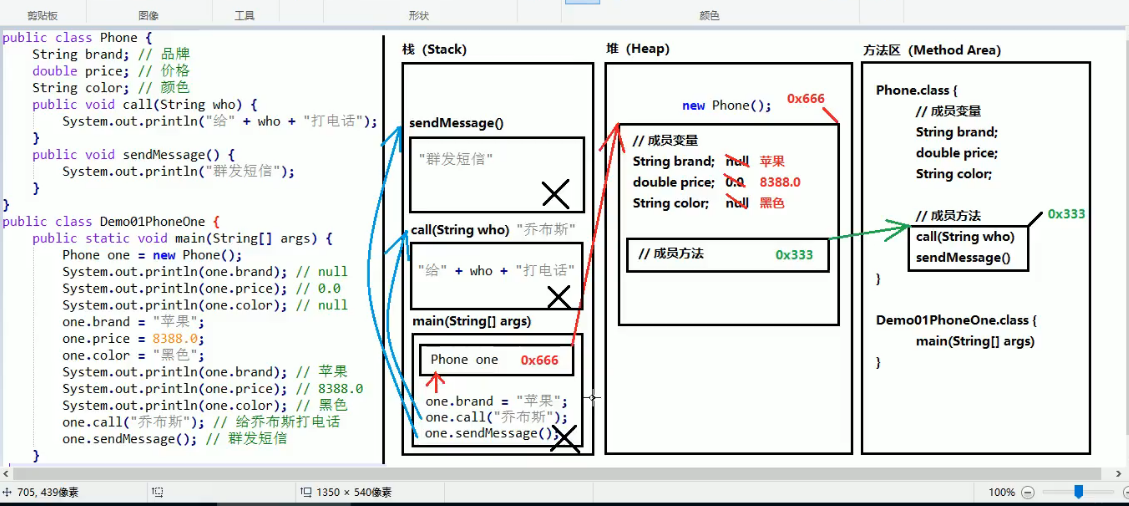 剪贴板 图像 工具 形状 颜色
public class Phone {
String brand; // 品牌
double price; // 价格
String color; // 颜色
public void call(String who) {
System.out.println("给" + who + "打电话");
}
public void sendMessage() {
System.out.println("群发短信");
}
}
public class Demo01PhoneOne {
public static void main(String[] args) {
Phone one = new Phone();
System.out.println(one.brand); // null
System.out.println(one.price); // 0.0
System.out.println(one.color); // null
one.brand = "苹果";
one.price = 8388.0;
one.color = "黑色";
System.out.println(one.brand); // 苹果
System.out.println(one.price); // 8388.0
System.out.println(one.color); // 黑色
one.call("乔布斯"); // 给乔布斯打电话
one.sendMessage(); // 群发短信
}
栈（Stack）
sendMessage()
"群发短信"
call(String who) "乔布斯"
"给" + who + "打电话"
main(String[] args)
Phone one 0x666
one.brand = "苹果";
one.call("乔布斯");
one.sendMessage();
堆（Heap）
new Phone(); 0x666
// 成员变量
String brand; null 苹果
double price; 0.0 8388.0
String color; null 黑色
// 成员方法 0x333
方法区（Method Area）
Phone.class {
// 成员变量
String brand;
double price;
String color;
// 成员方法 0x333
call(String who)
sendMessage()
}
Demo01PhoneOne.class {
main(String[] args)
}
705, 439像素 1350 × 540像素 100%